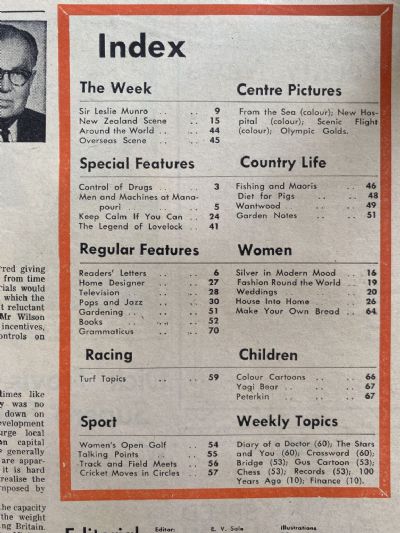 Index
The Week
Sir Leslie Munro .. .. 9
New Zealand Scene .. 15
Around the World .. .. 44
Overseas Scene .. .. 45
Centre Pictures
From the Sea (colour); New Hos-
pital (colour); Scenic Flight
(colour); Olympic Golds.
Special Features
Control of Drugs .. .. 3
Men and Machines at Mana-
pouri .. .. .. 5
Keep Calm If You Can .. 24
The Legend of Lovelock .. 41
Country Life
Fishing and Maoris .. .. 46
Diet for Pigs .. .. 48
Wantwood .. .. .. 49
Garden Notes .. .. 51
Regular Features
Readers' Letters .. .. 6
Home Designer .. .. 27
Television .. .. .. 28
Pops and Jazz .. .. 30
Gardening .. .. .. 51
Books .. .. .. 52
Grammaticus .. .. 70
Women
Silver in Modern Mood .. 16
Fashion Round the World .. 19
Weddings .. .. .. 20
House Into Home .. .. 26
Make Your Own Bread .. 64
Racing
Turf Topics .. .. 59
Children
Colour Cartoons .. .. 66
Yogi Bear .. .. .. 67
Peterkin .. .. .. 67
Sport
Women's Open Golf .. 54
Talking Points .. .. 55
Track and Field Meets .. 56
Cricket Moves in Circles .. 57
Weekly Topics
Diary of a Doctor (60); The Stars
and You (60); Crossword (60);
Bridge (53); Gus Cartoon (53);
Chess (53); Records (53), 100
Years Ago (10); Finance (10).
rred giving
from time
rials would
which the
t reluctant
Mr Wilson
incentives,
ontrols on
times like
y was no
down on
evelopment
urge local
on capital
generally
are appar-
it is hard
realise the
mposed by
the capacity
the weight
ing Britain.
Editorial
Editor:
E. V. Sale
Illustrations